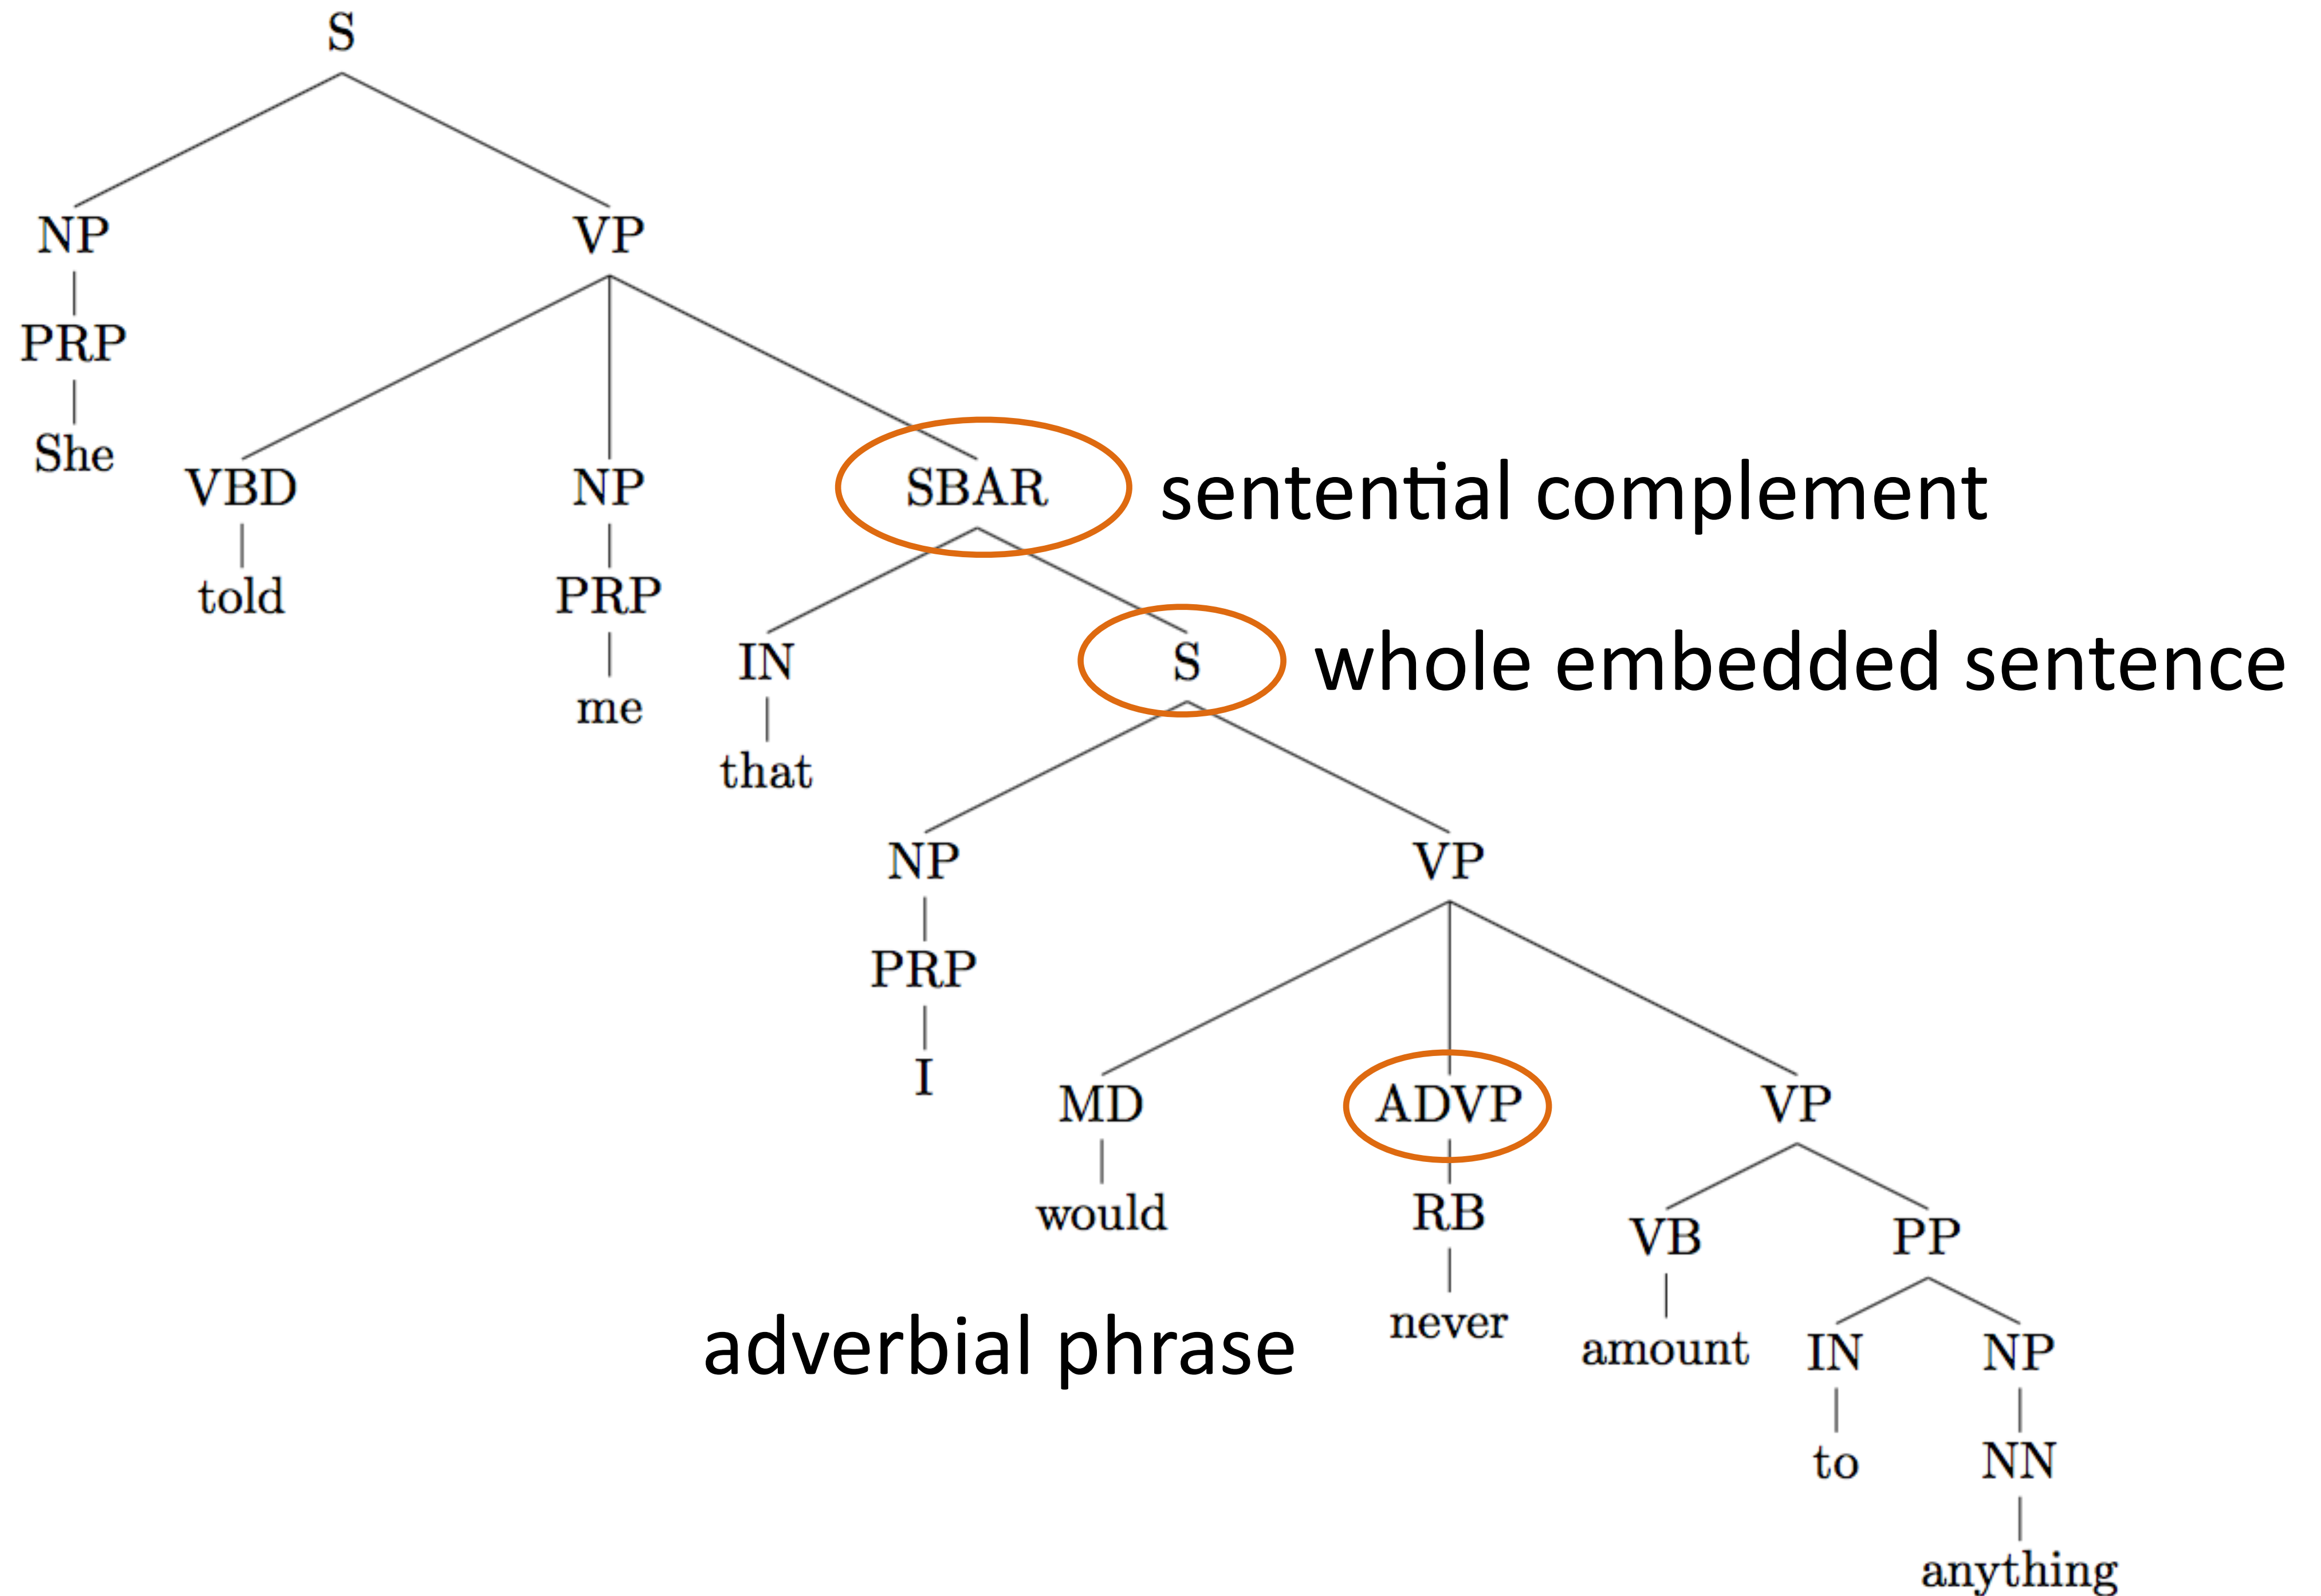 S
NP VP
PRP
She
VBD NP SBAR sentential complement
told PRP
IN S whole embedded sentence
me
that
NP VP
PRP
I
MD ADVP VP
would RB
VB PP
never
adverbial phrase
amount IN NP
to NN
anything